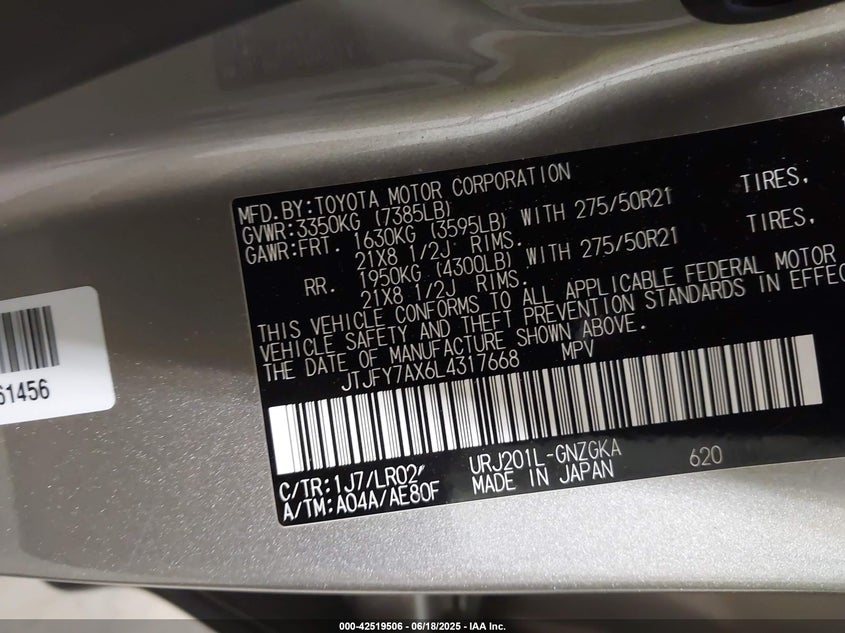 MFD.BY:TOYOTA MOTOR CORPORATION
GVWR:3350KG (7385LB)
GAWR:FRT. 1630KG (3595LB) WITH 275/50R21 TIRES,
21X8 1/2J RIMS.
RR. 1950KG (4300LB) WITH 275/50R21 TIRES,
21X8 1/2J RIMS.
THIS VEHICLE CONFORMS TO ALL APPLICABLE FEDERAL MOTOR
VEHICLE SAFETY AND THEFT PREVENTION STANDARDS IN EFFEC
THE DATE OF MANUFACTURE SHOWN ABOVE.
JTJFY7AX6L4317668 MPV
C/TR:1J7/LR02" URJ201L-GNZGKA 620
A/TM:A04A/AE80F MADE IN JAPAN
61456
000-42519506 - 06/18/2025 - IAA Inc.